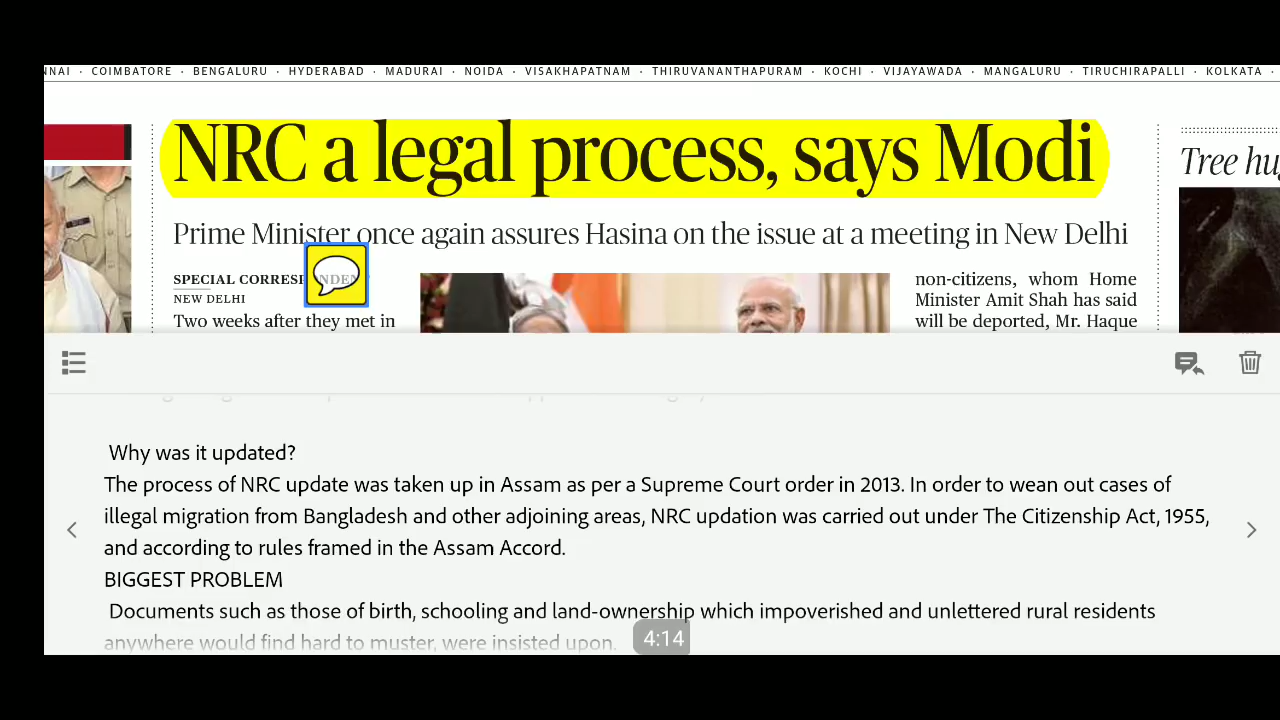 NNAI · COIMBATORE · BENGALURU · HYDERABAD · MADURAI · NOIDA · VISAKHAPATNAM · THIRUVANANTHAPURAM · KOCHI · VIJAYAWADA · MANGALURU · TIRUCHIRAPALLI · KOLKATA ·
NRC a legal process, says Modi
Tree hu
Prime Minister once again assures Hasina on the issue at a meeting in New Delhi
SPECIAL CORRESPONDENT
NEW DELHI
Two weeks after they met in
non-citizens, whom Home
Minister Amit Shah has said
will be deported, Mr. Haque
Why was it updated?
The process of NRC update was taken up in Assam as per a Supreme Court order in 2013. In order to wean out cases of
illegal migration from Bangladesh and other adjoining areas, NRC updation was carried out under The Citizenship Act, 1955,
and according to rules framed in the Assam Accord.
BIGGEST PROBLEM
Documents such as those of birth, schooling and land-ownership which impoverished and unlettered rural residents
anywhere would find hard to muster, were insisted upon.
4:14